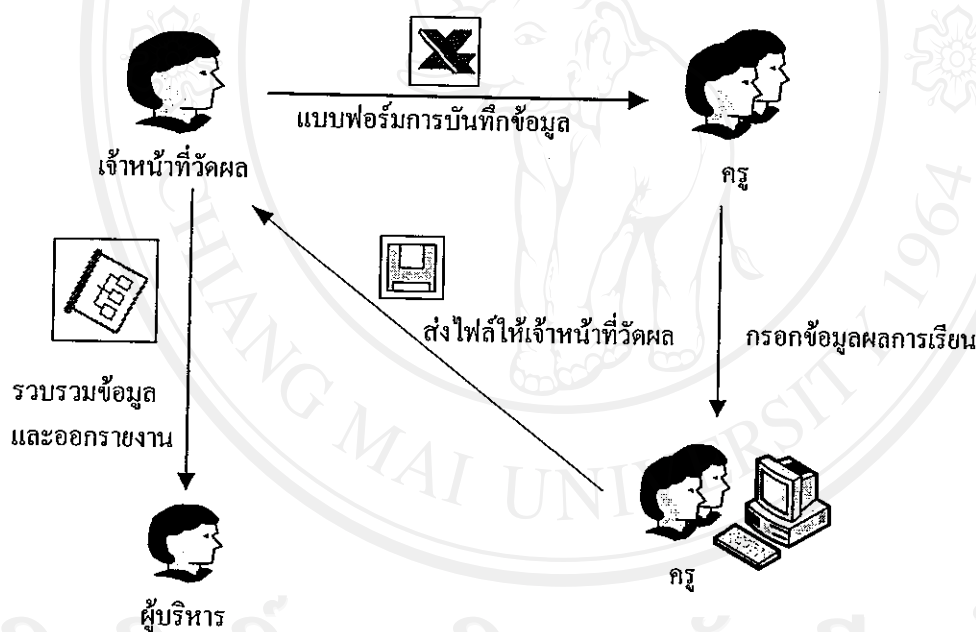 แบบฟอร์มการบันทึกข้อมูล
เจ้าหน้าที่วัดผล
ครู
ส่งไฟล์ให้เจ้าหน้าที่วัดผล
กรอกข้อมูลผลการเรียน
รวบรวมข้อมูล
และออกรายงาน
ครู
ผู้บริหาร
CHIANG MAI UNIVERSITY 1964